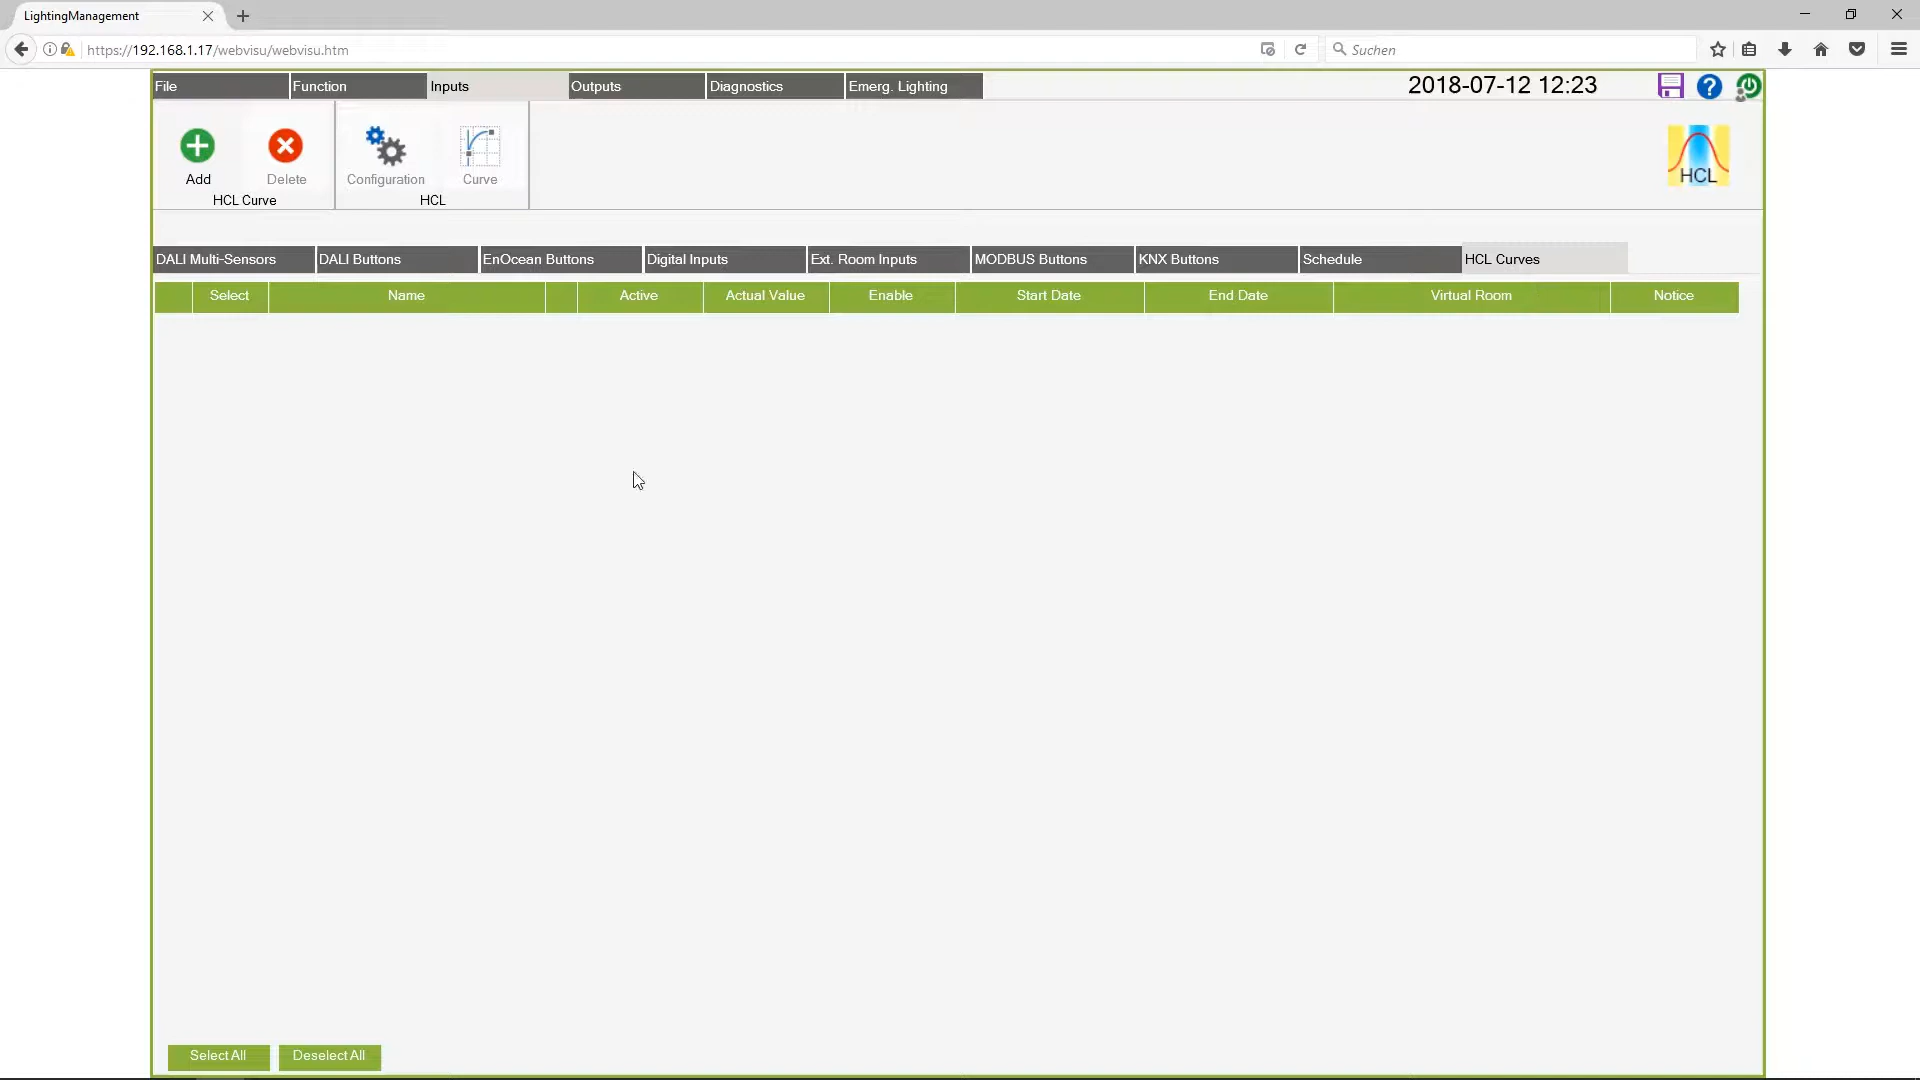 LightingManagement
https://192.168.1.17/webvisu/webvisu.htm
Suchen
File Function Inputs Outputs Diagnostics Emerg. Lighting 2018-07-12 12:23
Add Delete Configuration Curve
HCL Curve HCL
HCL
DALI Multi-Sensors DALI Buttons EnOcean Buttons Digital Inputs Ext. Room Inputs MODBUS Buttons KNX Buttons Schedule HCL Curves
Select Name Active Actual Value Enable Start Date End Date Virtual Room Notice
Select All Deselect All